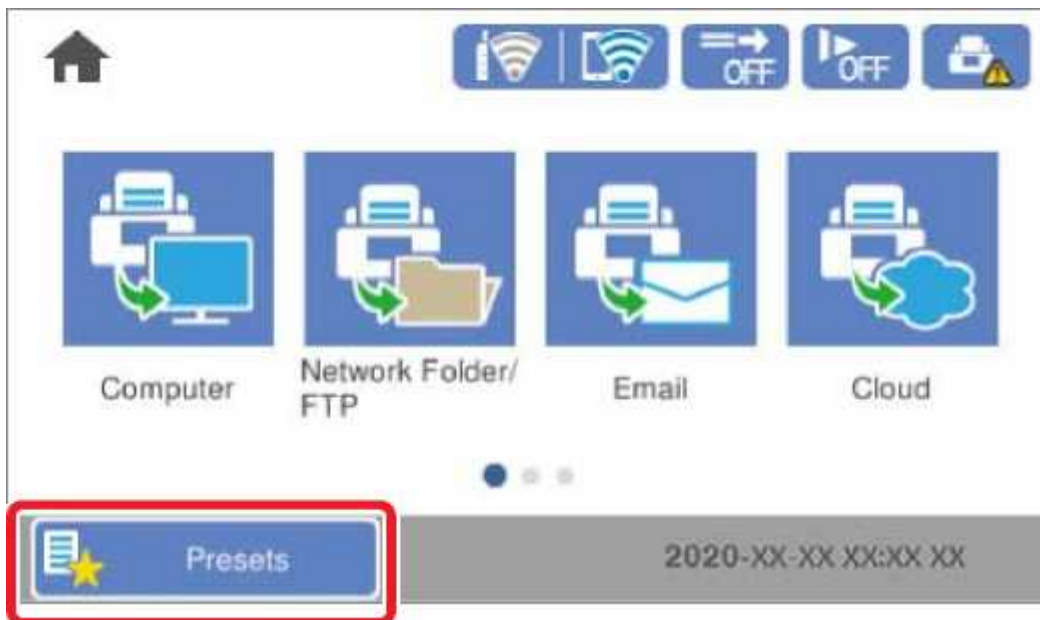 OFF
OFF
Computer
Network Folder/
FTP
Email
Cloud
Presets
2020-XX-XX XX:XX XX